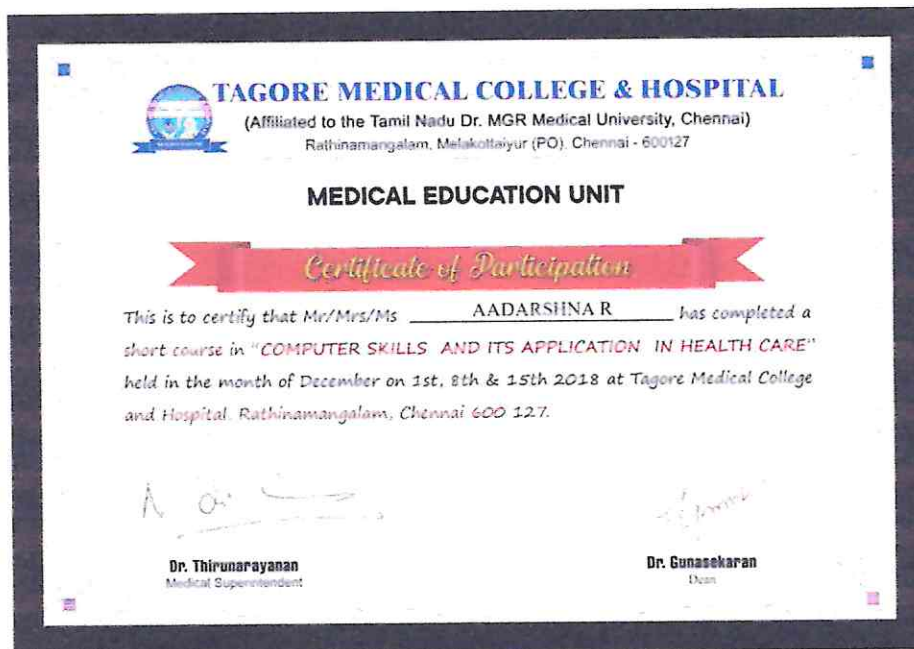 TAGORE MEDICAL COLLEGE & HOSPITAL
(Affiliated to the Tamil Nadu Dr. MGR Medical University, Chennai)
Rathinamangalam, Melakottaiyur (PO). Chennai - 600127
MEDICAL EDUCATION UNIT
Certificate of Participation
This is to certify that Mr/Mrs/Ms AADARSHNA R has completed a
short course in "COMPUTER SKILLS AND ITS APPLICATION IN HEALTH CARE"
held in the month of December on 1st, 8th & 15th 2018 at Tagore Medical College
and Hospital. Rathinamangalam, Chennai 600 127.
Dr. Thirunarayanan
Medical Superintendent
Dr. Gunasekaran
Dean